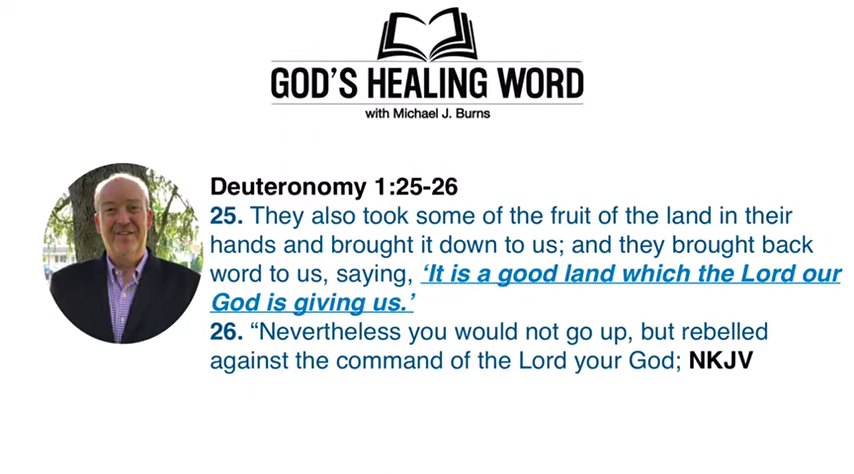 GOD'S HEALING WORD
with Michael J. Burns
Deuteronomy 1:25-26
25. They also took some of the fruit of the land in their
hands and brought it down to us; and they brought back
word to us, saying, ‘It is a good land which the Lord our
God is giving us.’
26. “Nevertheless you would not go up, but rebelled
against the command of the Lord your God; NKJV